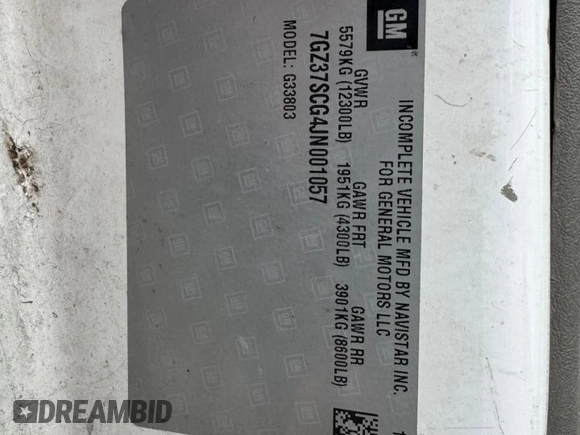 GM
INCOMPLETE VEHICLE MFD BY NAVISTAR INC.
FOR GENERAL MOTORS LLC
GVWR GAWR FRT GAWR RR
5579KG (12300LB) 1951KG (4300LB) 3901KG (8600LB)
7GZ37SCG4JN001057
MODEL: G33803
DREAMBID